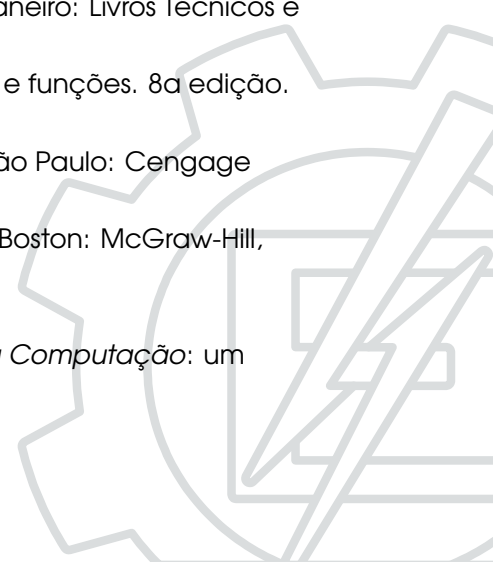 aneiro: Livros Técnicos e
e funções. 8a edição.
ão Paulo: Cengage
Boston: McGraw-Hill,
Computação: um